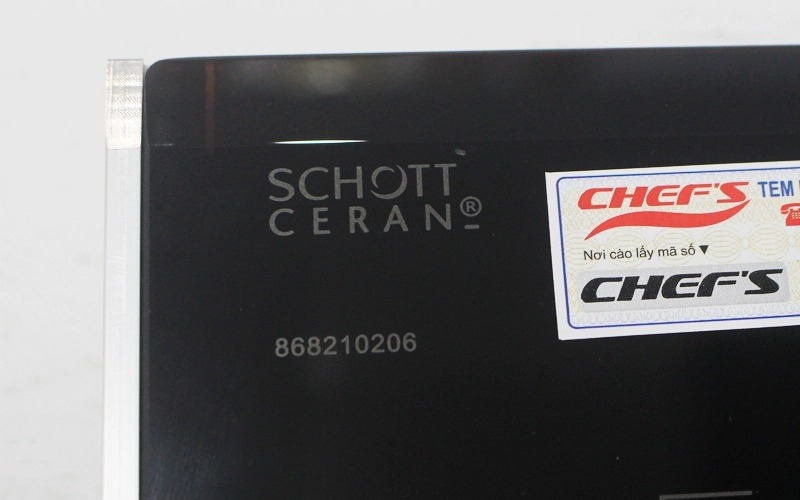 SCHOTT
CERAN®
868210206
CHEF'S TEM
Nơi cào lấy mã số ▼
CHEF'S